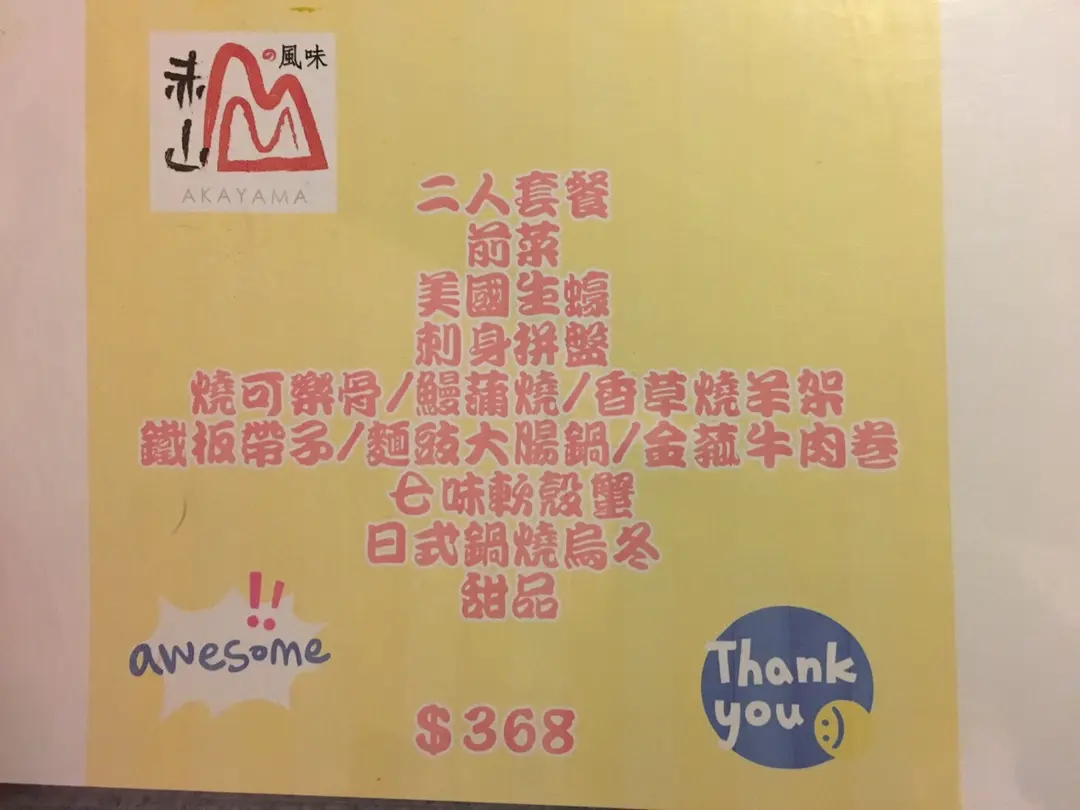 赤山
の風味
AKAYAMA
二人套餐
前菜
美國生蠔
刺身拼盤
燒可樂骨/鰻蒲燒/香草燒羊架
鐵板帶子/麵豉大腸鍋/金菰牛肉卷
七味軟殼蟹
日式鍋燒烏冬
甜品
!!
awesome
Thank
you
:)
$368